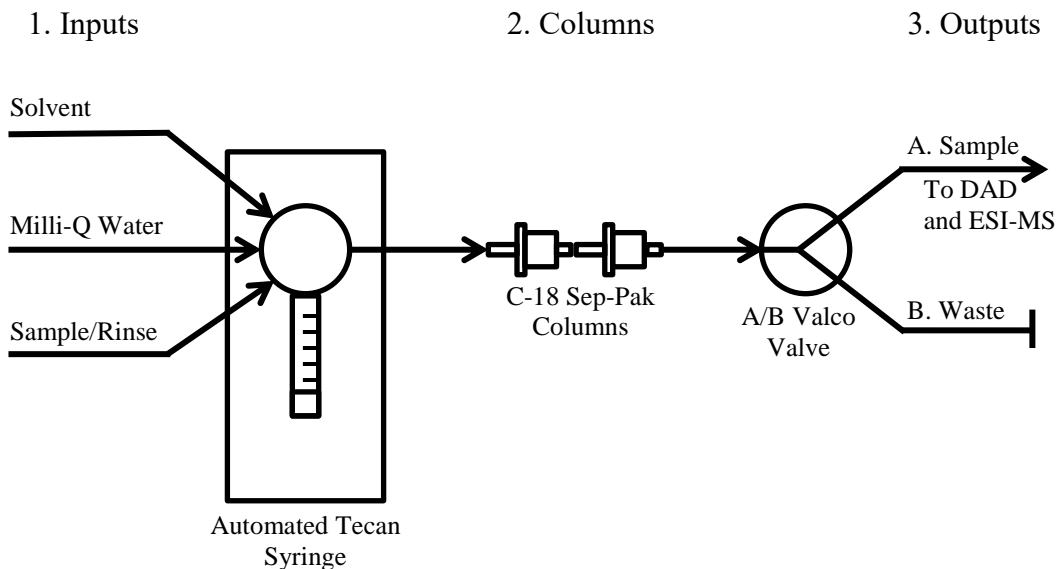 1. Inputs
2. Columns
3. Outputs
Solvent
Milli-Q Water
Sample/Rinse
Automated Tecan
Syringe
C-18 Sep-Pak
Columns
A/B Valco
Valve
A. Sample
To DAD
and ESI-MS
B. Waste